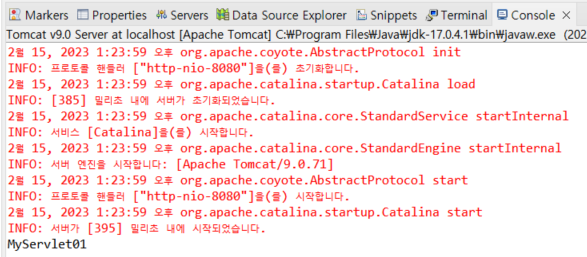 Markers Properties Servers Data Source Explorer Snippets Terminal Console
Tomcat v9.0 Server at localhost [Apache Tomcat] C:₩Program Files₩Java₩jdk-17.0.4.1₩bin₩javaw.exe (202
2월 15, 2023 1:23:59 오후 org.apache.coyote.AbstractProtocol init
INFO: 프로토콜 핸들러 ["http-nio-8080"]을(를) 초기화합니다.
2월 15, 2023 1:23:59 오후 org.apache.catalina.startup.Catalina load
INFO: [385] 밀리초 내에 서버가 초기화되었습니다.
2월 15, 2023 1:23:59 오후 org.apache.catalina.core.StandardService startInternal
INFO: 서비스 [Catalina]을(를) 시작합니다.
2월 15, 2023 1:23:59 오후 org.apache.catalina.core.StandardEngine startInternal
INFO: 서버 엔진을 시작합니다: [Apache Tomcat/9.0.71]
2월 15, 2023 1:23:59 오후 org.apache.coyote.AbstractProtocol start
INFO: 프로토콜 핸들러 ["http-nio-8080"]을(를) 시작합니다.
2월 15, 2023 1:23:59 오후 org.apache.catalina.startup.Catalina start
INFO: 서버가 [395] 밀리초 내에 시작되었습니다.
MyServlet01